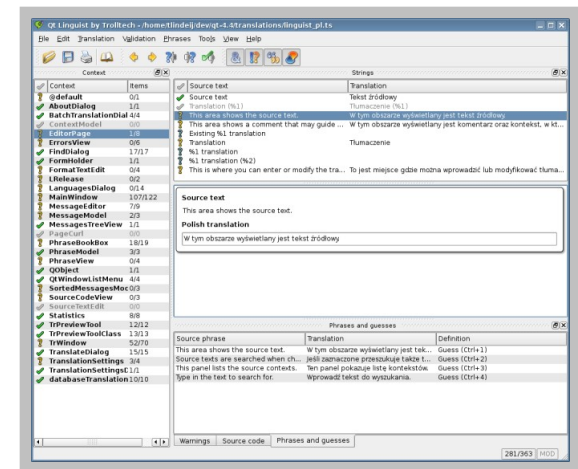 Qt Linguist by Trolltech - /home/tlindeij/dev/qt-4.4/translations/linguist_pl.ts
File Edit Translation Validation Phrases Tools View Help
Context
Context Items
@default 0/1
AboutDialog 1/1
BatchTranslationDial 4/4
ContextModel 0/0
EditorPage 1/8
ErrorsView 0/6
FindDialog 17/17
FormHolder 1/1
FormatTextEdit 0/4
LRelease 0/2
LanguagesDialog 0/14
MainWindow 107/122
MessageEditor 7/9
MessageModel 2/3
MessagesTreeView 1/1
PageCurl 0/0
PhraseBookBox 18/19
PhraseModel 3/3
PhraseView 0/4
QObject 1/1
QtWindowListMenu 4/4
SortedMessagesMoc 0/3
SourceCodeView 0/3
SourceTextEdit 0/0
Statistics 8/8
TrPreviewTool 12/12
TrPreviewToolClass 13/13
TrWindow 52/70
TranslateDialog 15/15
TranslationSettings 3/4
TranslationSettingsD 1/1
databaseTranslation 10/10
Strings
Source text Translation
Source text Tekst źródłowy
Translation (%1) Tłumaczenie (%1)
This area shows the source text. W tym obszarze wyświetlany jest tekst źródłowy.
This area shows a comment that may guide ... W tym obszarze wyświetlany jest komentarz oraz kontekst, w kt...
Existing %1 translation
Translation Tłumaczenie
%1 translation
%1 translation (%2)
This is where you can enter or modify the tra... To jest miejsce gdzie można wprowadzić lub modyfikować tłuma...
Source text
This area shows the source text.
Polish translation
W tym obszarze wyświetlany jest tekst źródłowy.
Phrases and guesses
Source phrase Translation Definition
This area shows the source text. W tym obszarze wyświetlany jest tek... Guess (Ctrl+1)
Source texts are searched when ch... Jeśli zaznaczone przeszukuje także t... Guess (Ctrl+2)
This panel lists the source contexts. Ten panel pokazuje listę kontekstów. Guess (Ctrl+3)
Type in the text to search for. Wprowadź tekst do wyszukania. Guess (Ctrl+4)
Warnings Source code Phrases and guesses
281/363 MOD